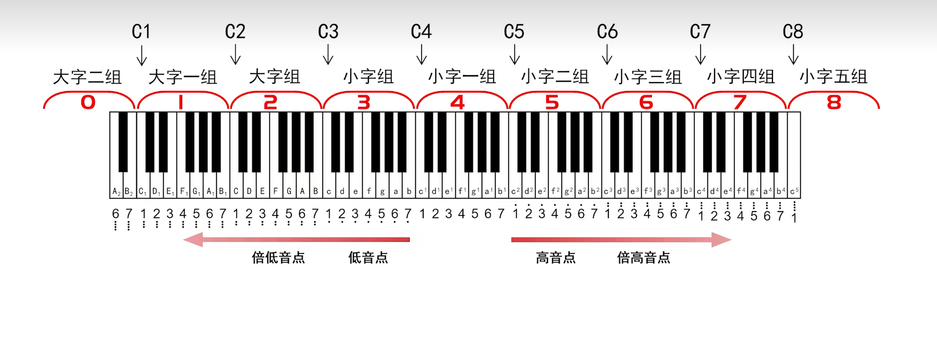 C1 C2 C3 C4 C5 C6 C7 C8
大字二组 大字一组 大字组 小字组 小字一组 小字二组 小字三组 小字四组 小字五组
0 1 2 3 4 5 6 7 8
A₂ B₂ C₁ D₁ E₁ F₁ G₁ A₁ B₁ C D E F G A B c d e f g a b c¹ d¹ e¹ f¹ g¹ a¹ b¹ c² d² e² f² g² a² b² c³ d³ e³ f³ g³ a³ b³ c⁴ d⁴ e⁴ f⁴ g⁴ a⁴ b⁴ c⁵
6 7 1 2 3 4 5 6 7 1 2 3 4 5 6 7 1 2 3 4 5 6 7 1 2 3 4 5 6 7 1 2 3 4 5 6 7 1 2 3 4 5 6 7 1 2 3 4 5 6 7 1
倍低音点 低音点 高音点 倍高音点